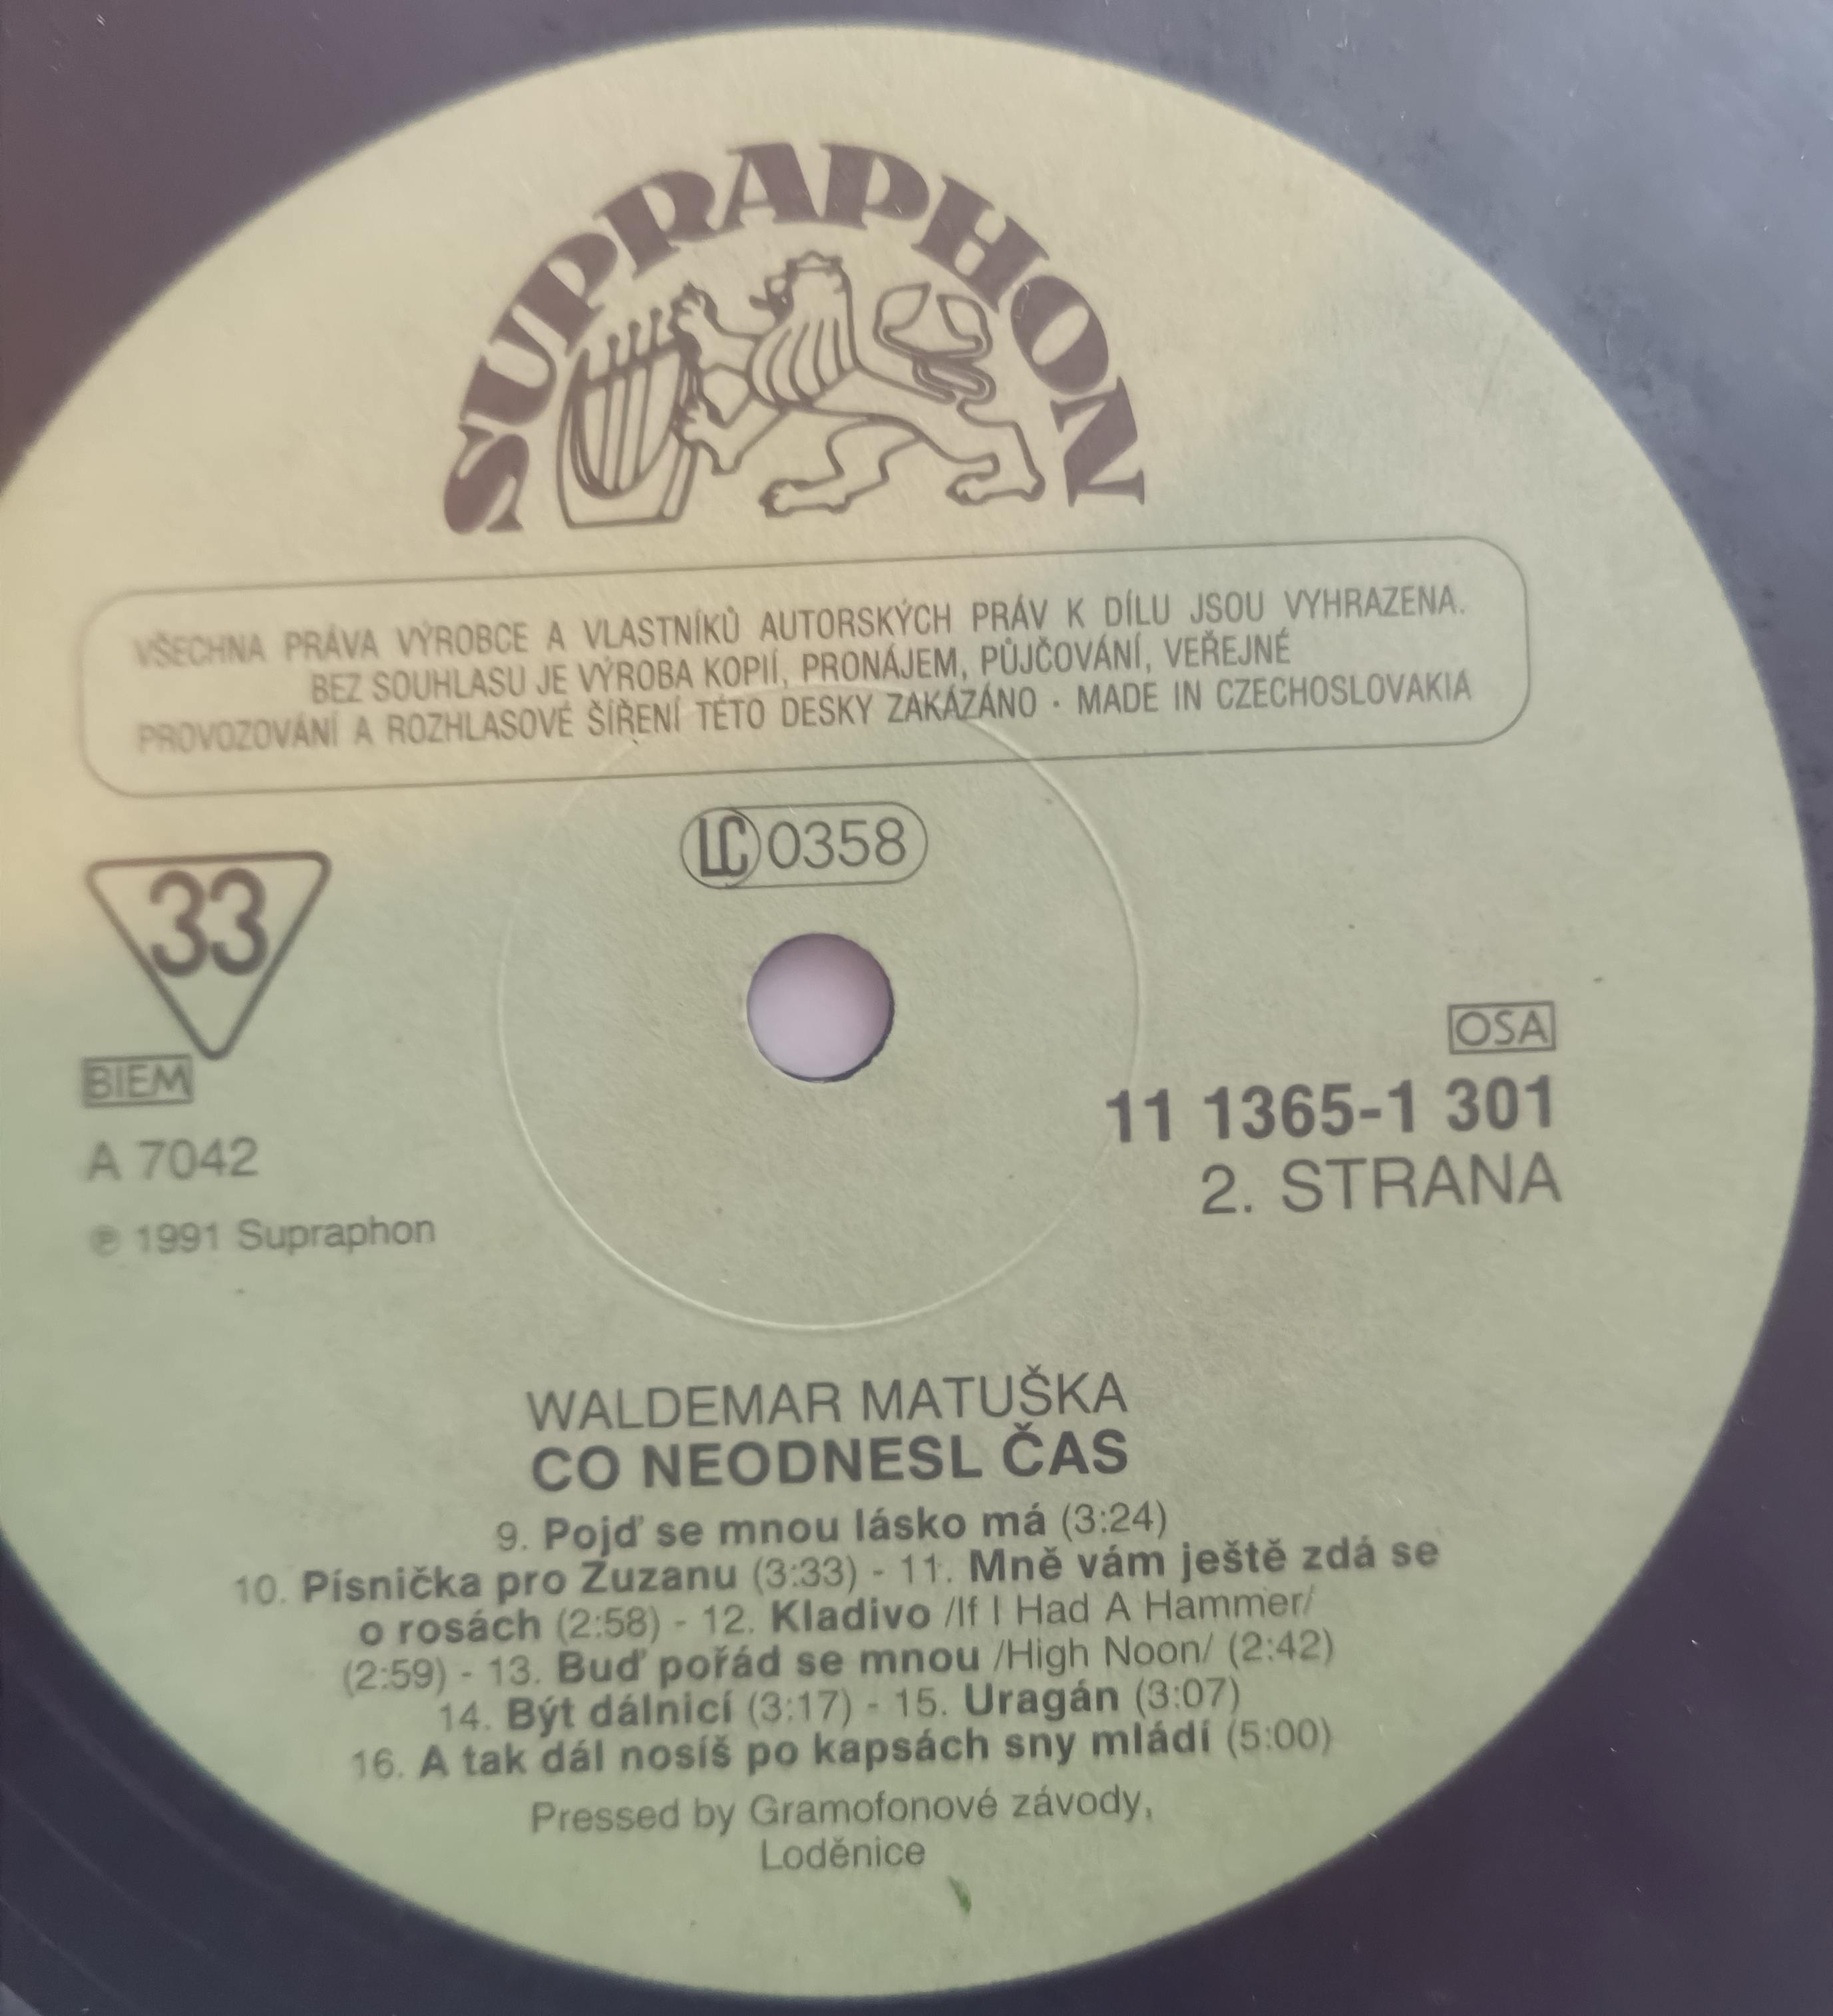 SUPRAPHON
VŠECHNA PRÁVA VÝROBCE A VLASTNÍKŮ AUTORSKÝCH PRÁV K DÍLU JSOU VYHRAZENA.
BEZ SOUHLASU JE VÝROBA KOPIÍ, PRONÁJEM, PŮJČOVÁNÍ, VEŘEJNÉ
PROVOZOVÁNÍ A ROZHLASOVÉ ŠÍŘENÍ TÉTO DESKY ZAKÁZÁNO · MADE IN CZECHOSLOVAKIA
LC 0358
33
BIEM
A 7042
℗ 1991 Supraphon
OSA
11 1365-1 301
2. STRANA
WALDEMAR MATUŠKA
CO NEODNESL ČAS
9. Pojď se mnou lásko má (3:24)
10. Písnička pro Zuzanu (3:33) - 11. Mně vám ještě zdá se
o rosách (2:58) - 12. Kladivo /If I Had A Hammer/
(2:59) - 13. Buď pořád se mnou /High Noon/ (2:42)
14. Být dálnicí (3:17) - 15. Uragán (3:07)
16. A tak dál nosíš po kapsách sny mládí (5:00)
Pressed by Gramofonové závody,
Loděnice